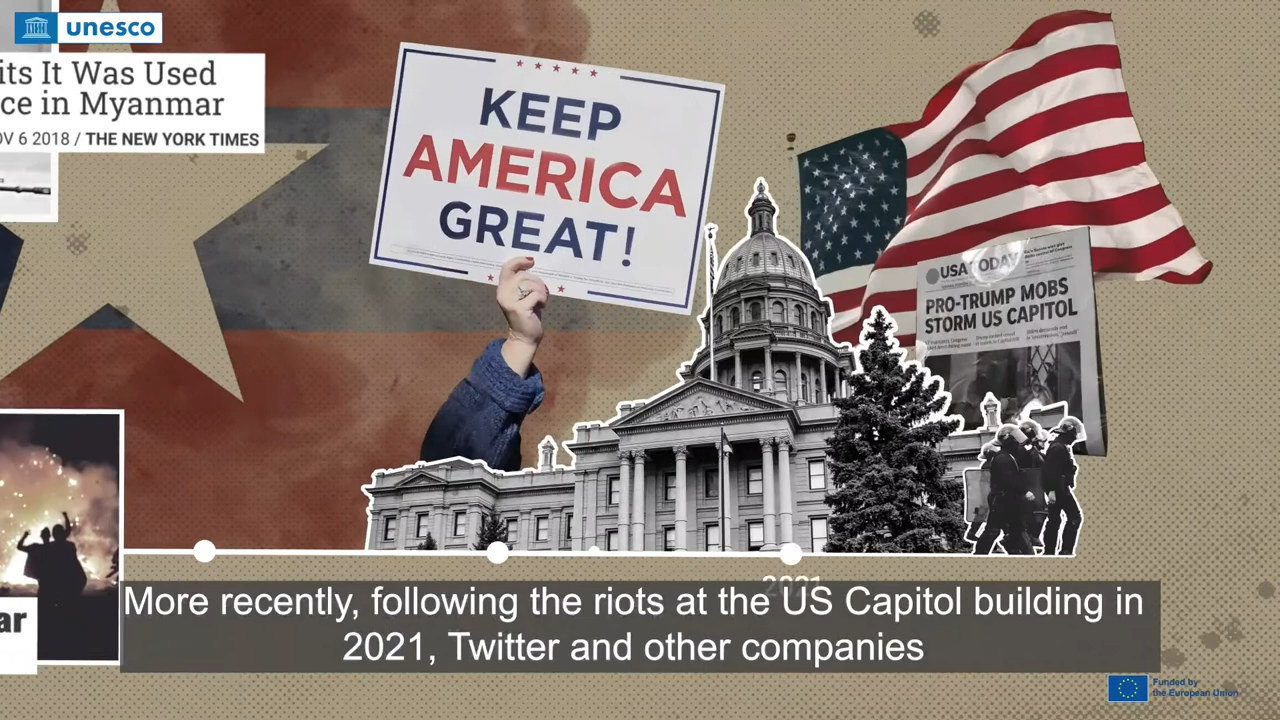 unesco
its It Was Used
ce in Myanmar
OV 6 2018 / THE NEW YORK TIMES
KEEP
AMERICA
GREAT!
USA TODAY
PRO-TRUMP MOBS
STORM US CAPITOL
ar
2021
More recently, following the riots at the US Capitol building in
2021, Twitter and other companies
Funded by
the European Union